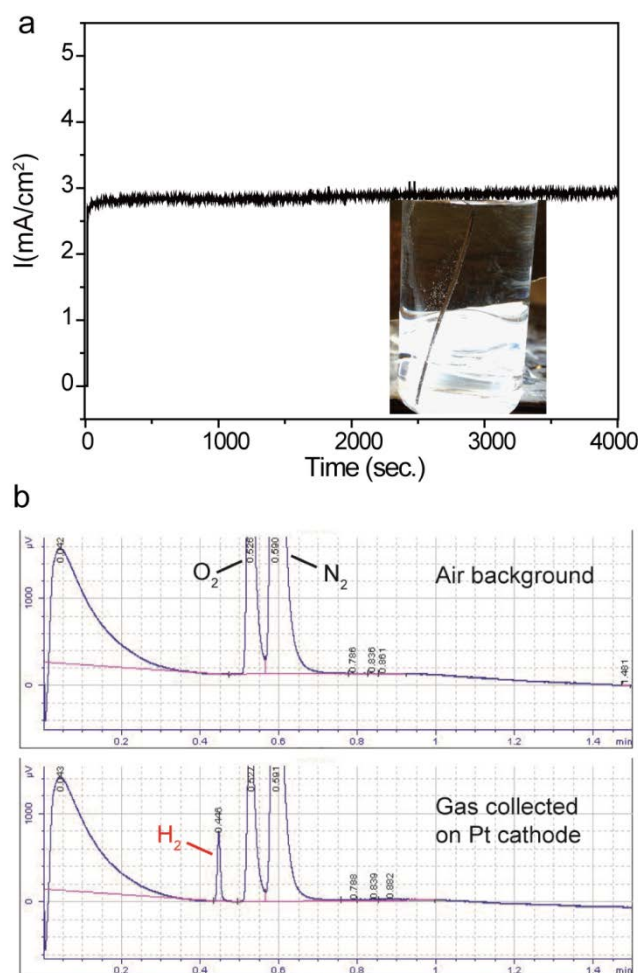 a
I(mA/cm²)
5
4
3
2
1
0
0 1000 2000 3000 4000
Time (sec.)
b
µV
1000
0
0.042
O₂
0.526
0.590
N₂
Air background
0.786
0.836
0.861
1.481
0.2 0.4 0.6 0.8 1 1.2 1.4 min
µV
1000
0
0.043
H₂
0.446
0.527
0.591
Gas collected
on Pt cathode
0.788
0.839
0.882
0.2 0.4 0.6 0.8 1 1.2 1.4 min